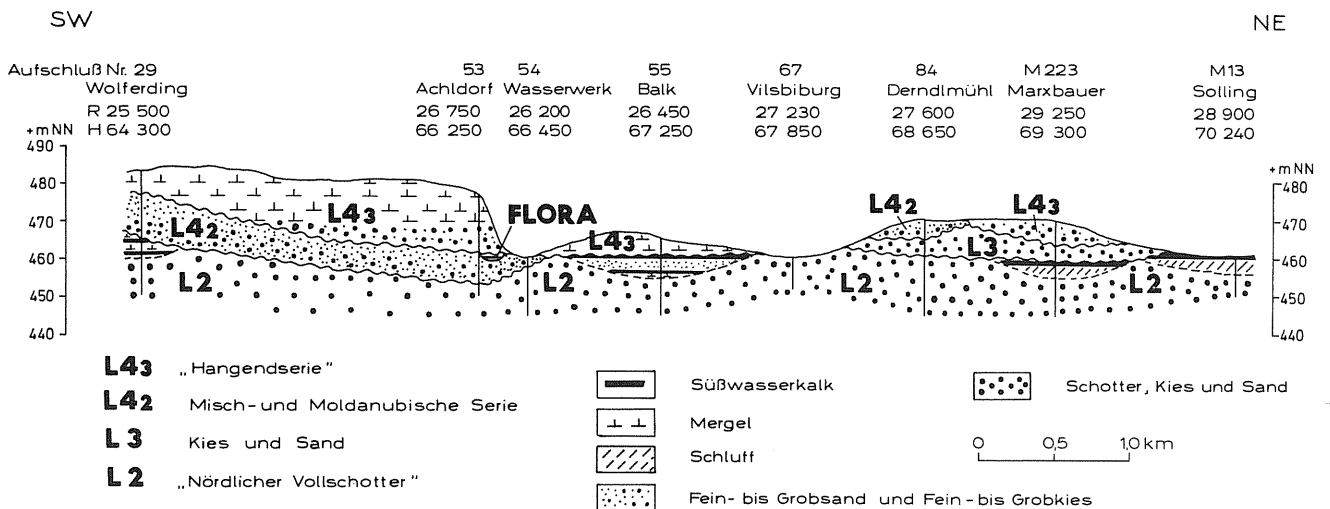 SW NE
Aufschluß Nr. 29 53 54 55 67 84 M 223 M 13
Wolferding Achldorf Wasserwerk Balk Vilsbiburg Derndlmühl Marxbauer Solling
R 25 500 26 750 26 200 26 450 27 230 27 600 29 250 28 900
H 64 300 66 250 66 450 67 250 67 850 68 650 69 300 70 240
+mNN +mNN
490
480 480
L42 L43
FLORA
470 L43 470
L42 L43 L3
460 460
L2 L2 L2 L2
450 450
440 440
L43 „Hangendserie"
L42 Misch- und Moldanubische Serie
L3 Kies und Sand
L2 „Nördlicher Vollschotter"
Süßwasserkalk
Mergel
Schluff
Fein- bis Grobsand und Fein- bis Grobkies
Schotter, Kies und Sand
0 0,5 1,0 km